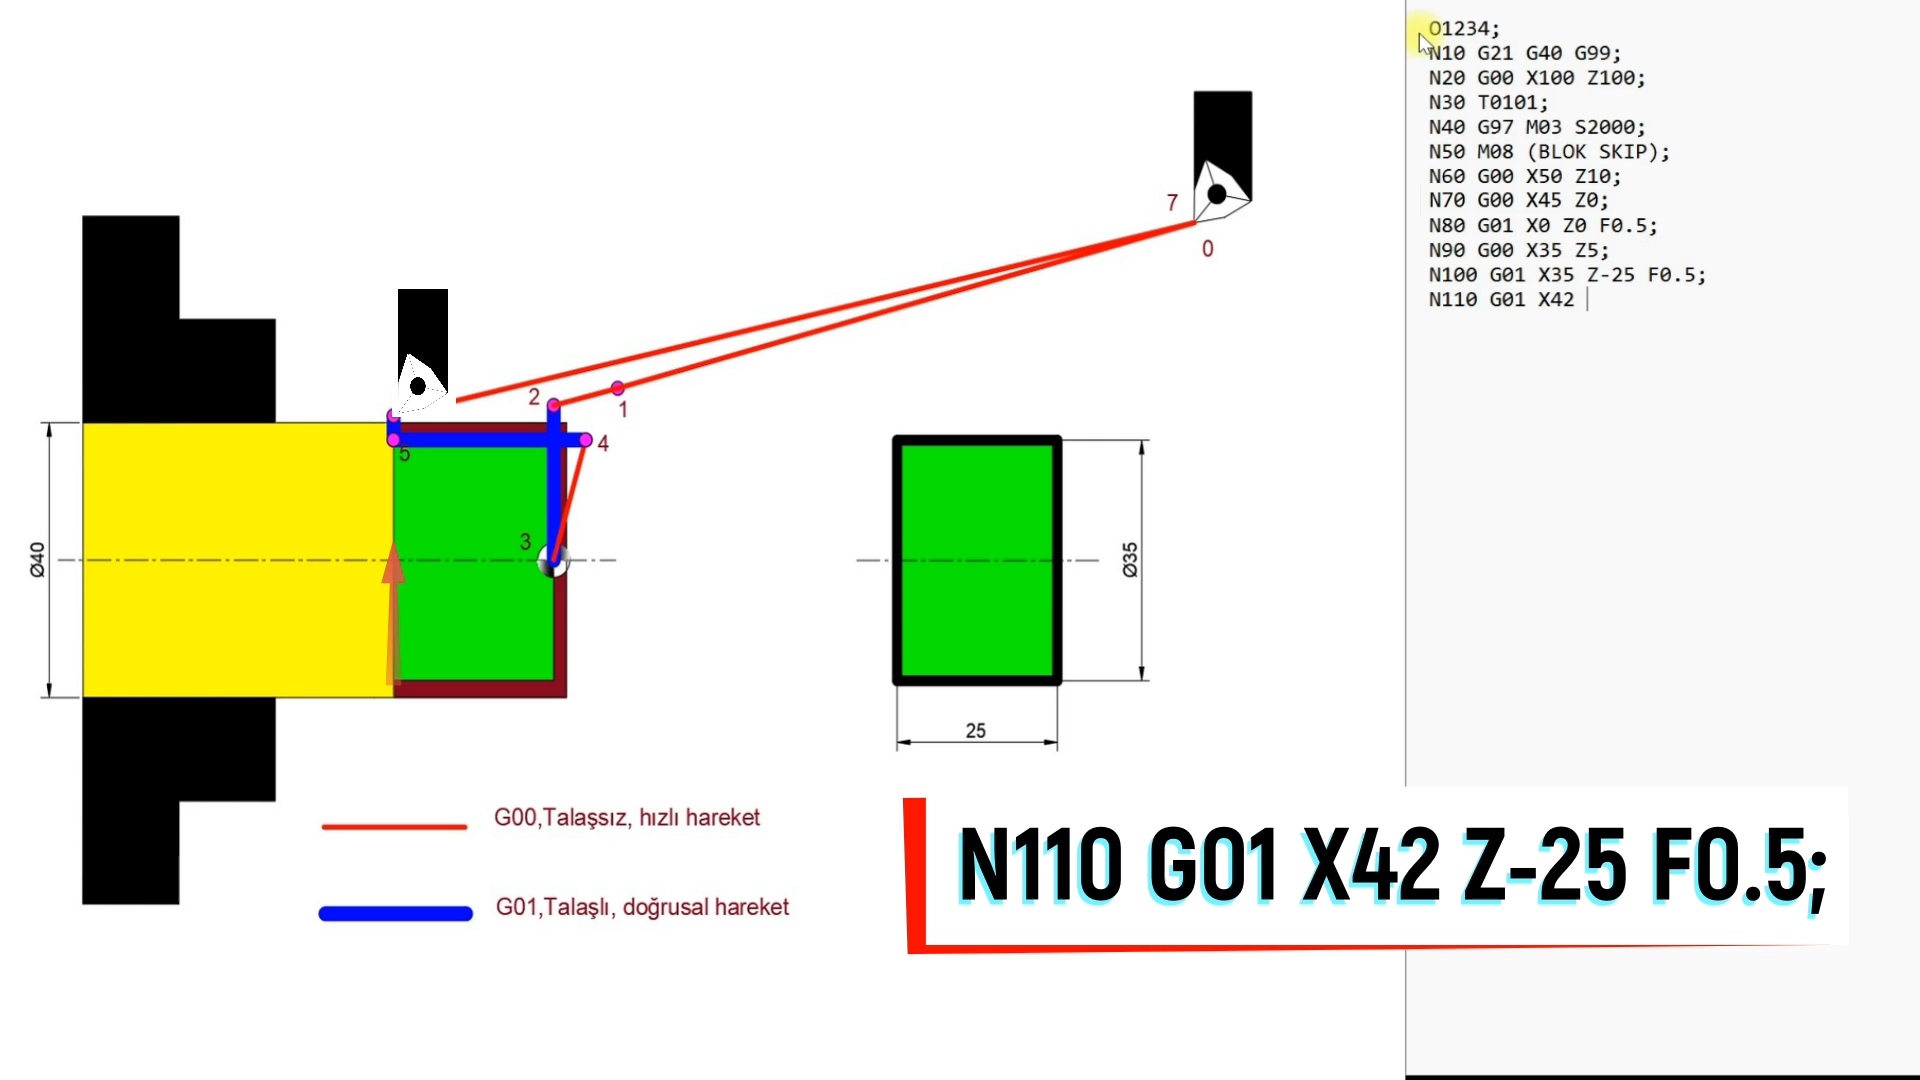 O1234;
N10 G21 G40 G99;
N20 G00 X100 Z100;
N30 T0101;
N40 G97 M03 S2000;
N50 M08 (BLOK SKIP);
N60 G00 X50 Z10;
N70 G00 X45 Z0;
N80 G01 X0 Z0 F0.5;
N90 G00 X35 Z5;
N100 G01 X35 Z-25 F0.5;
N110 G01 X42
7
0
2
1
4
5
3
Ø40
Ø35
25
G00,Talaşsız, hızlı hareket
G01,Talaşlı, doğrusal hareket
N110 G01 X42 Z-25 F0.5;